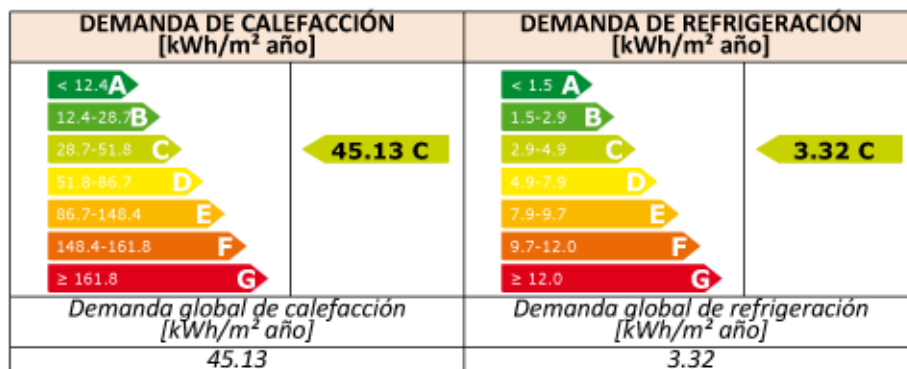 DEMANDA DE CALEFACCIÓN
[kWh/m² año]
DEMANDA DE REFRIGERACIÓN
[kWh/m² año]
< 12.4 A
12.4-28.7 B
28.7-51.8 C
51.8-86.7 D
86.7-148.4 E
148.4-161.8 F
≥ 161.8 G
45.13 C
< 1.5 A
1.5-2.9 B
2.9-4.9 C
4.9-7.9 D
7.9-9.7 E
9.7-12.0 F
≥ 12.0 G
3.32 C
Demanda global de calefacción
[kWh/m² año]
Demanda global de refrigeración
[kWh/m² año]
45.13
3.32